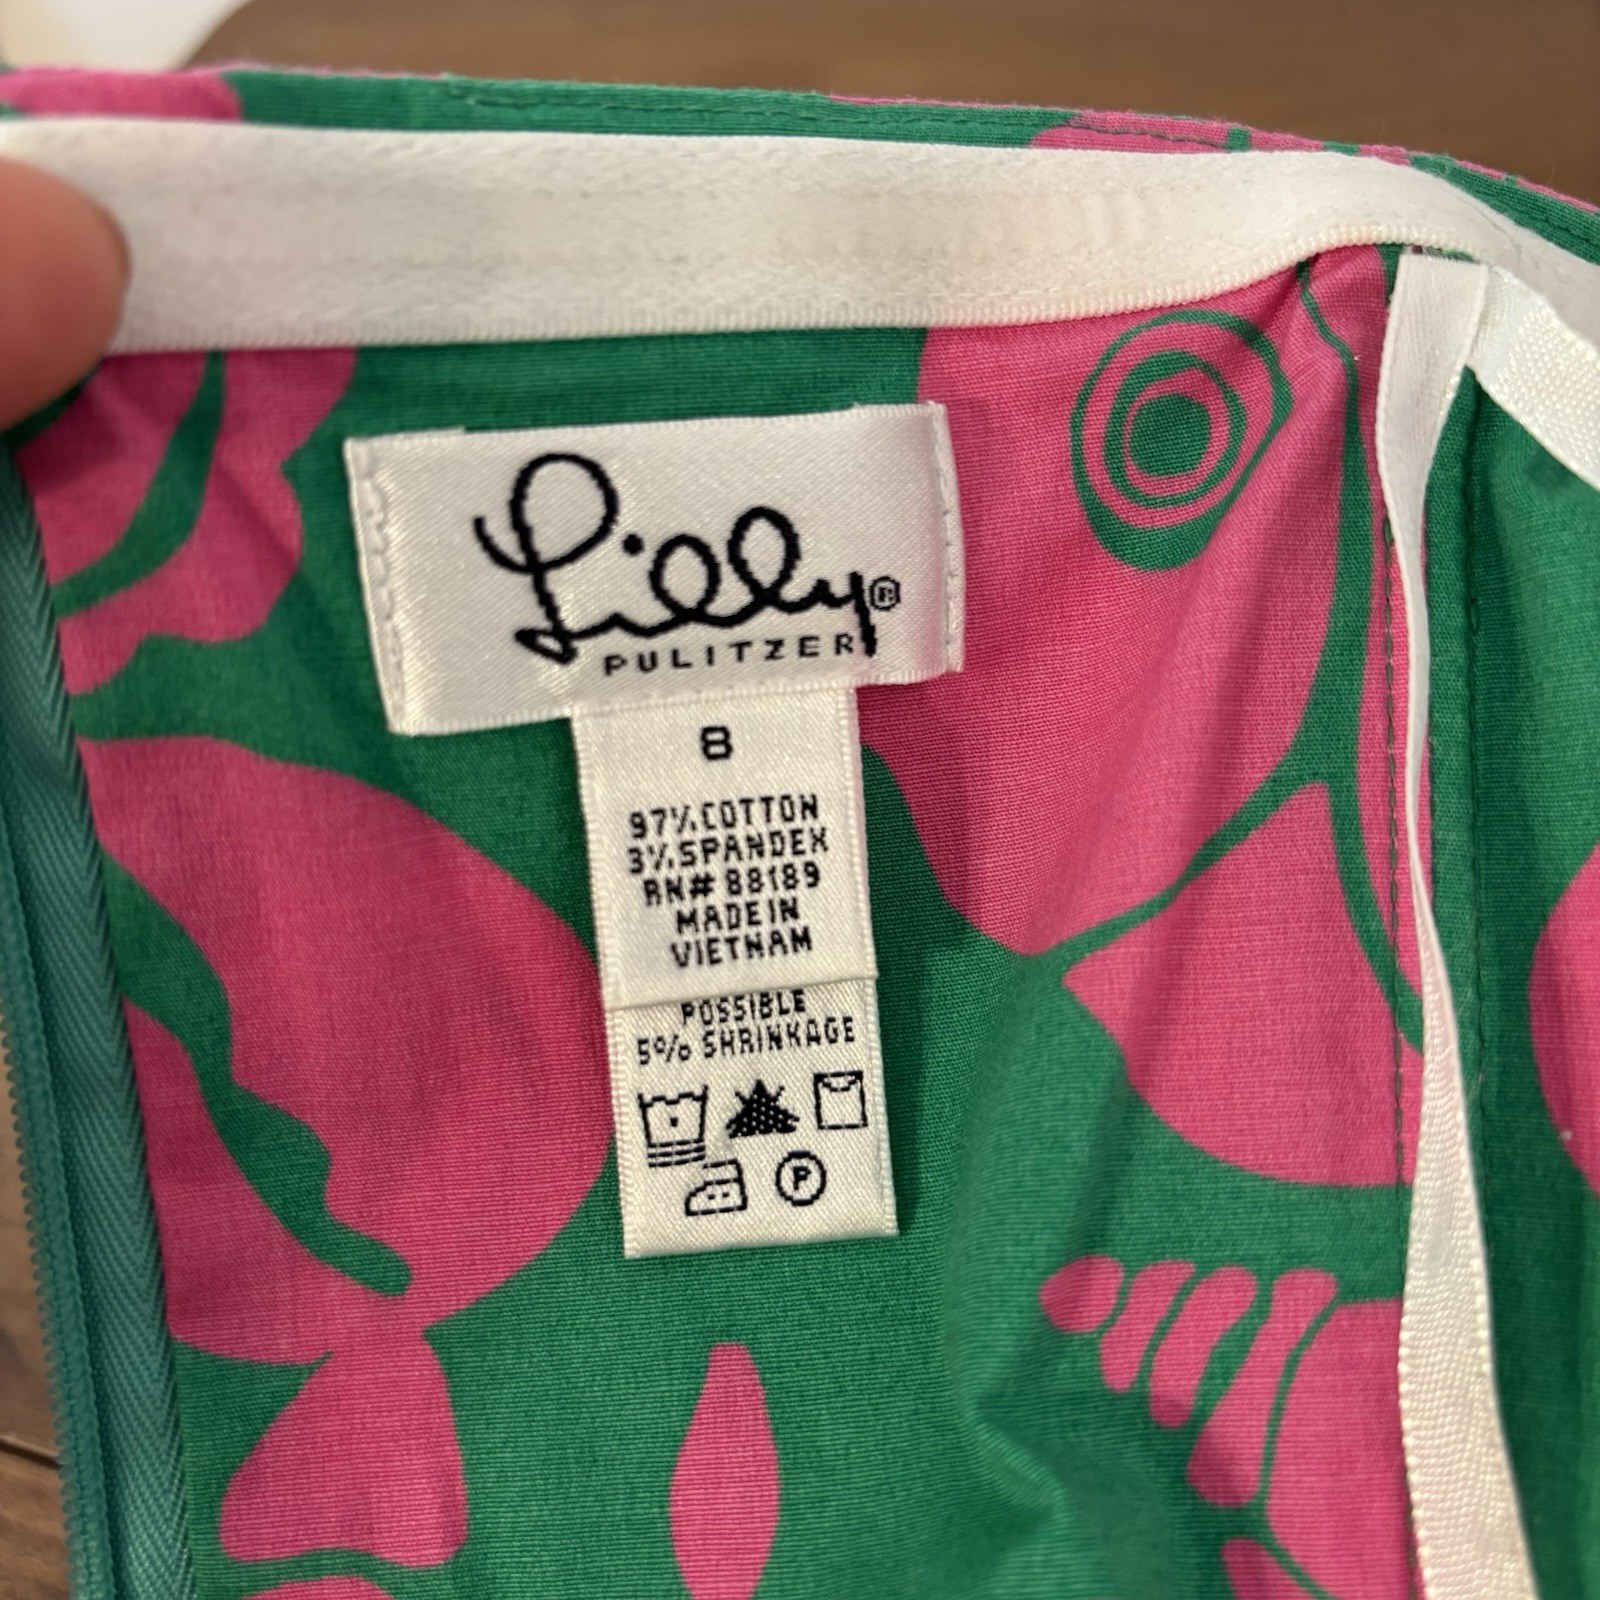 Lilly®
PULITZER
8
97% COTTON
3% SPANDEX
RN# 88189
MADE IN
VIETNAM
POSSIBLE
5% SHRINKAGE
P